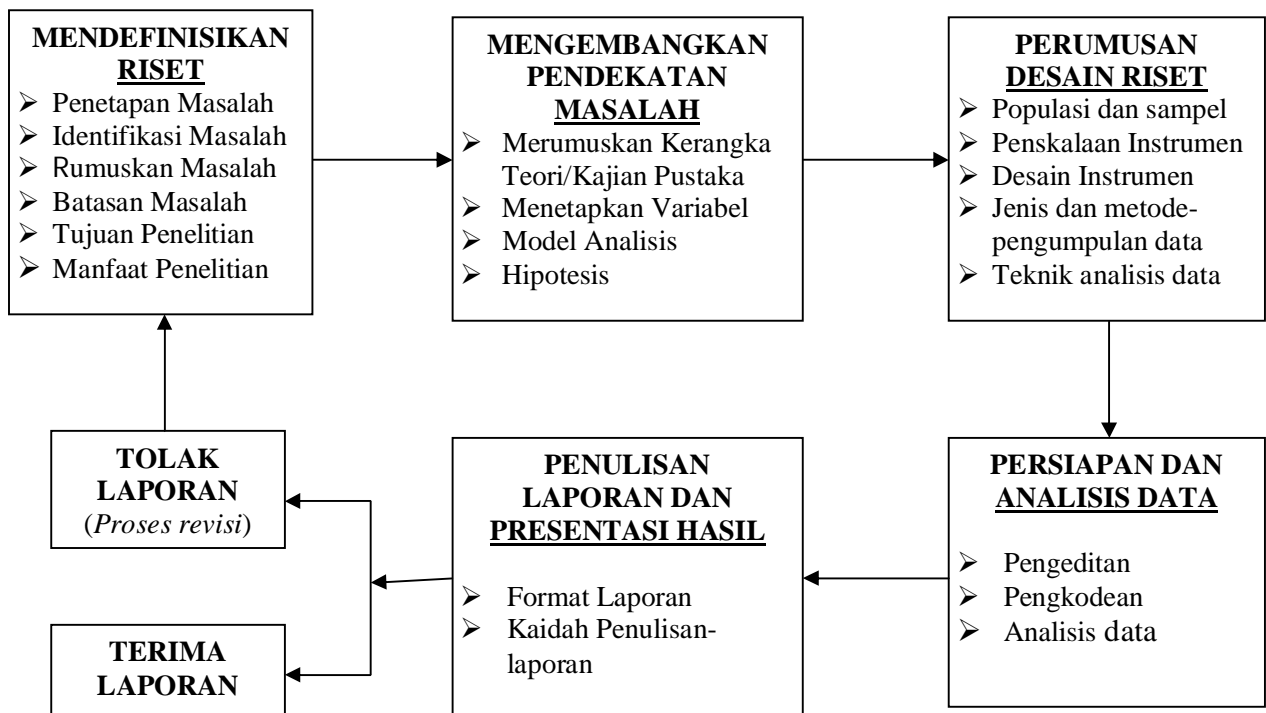 MENDEFINISIKAN
RISET
➢ Penetapan Masalah
➢ Identifikasi Masalah
➢ Rumuskan Masalah
➢ Batasan Masalah
➢ Tujuan Penelitian
➢ Manfaat Penelitian
MENGEMBANGKAN
PENDEKATAN
MASALAH
➢ Merumuskan Kerangka
Teori/Kajian Pustaka
➢ Menetapkan Variabel
➢ Model Analisis
➢ Hipotesis
PERUMUSAN
DESAIN RISET
➢ Populasi dan sampel
➢ Penskalaan Instrumen
➢ Desain Instrumen
➢ Jenis dan metode-
pengumpulan data
➢ Teknik analisis data
TOLAK
LAPORAN
(Proses revisi)
TERIMA
LAPORAN
PENULISAN
LAPORAN DAN
PRESENTASI HASIL
➢ Format Laporan
➢ Kaidah Penulisan-
laporan
PERSIAPAN DAN
ANALISIS DATA
➢ Pengeditan
➢ Pengkodean
➢ Analisis data